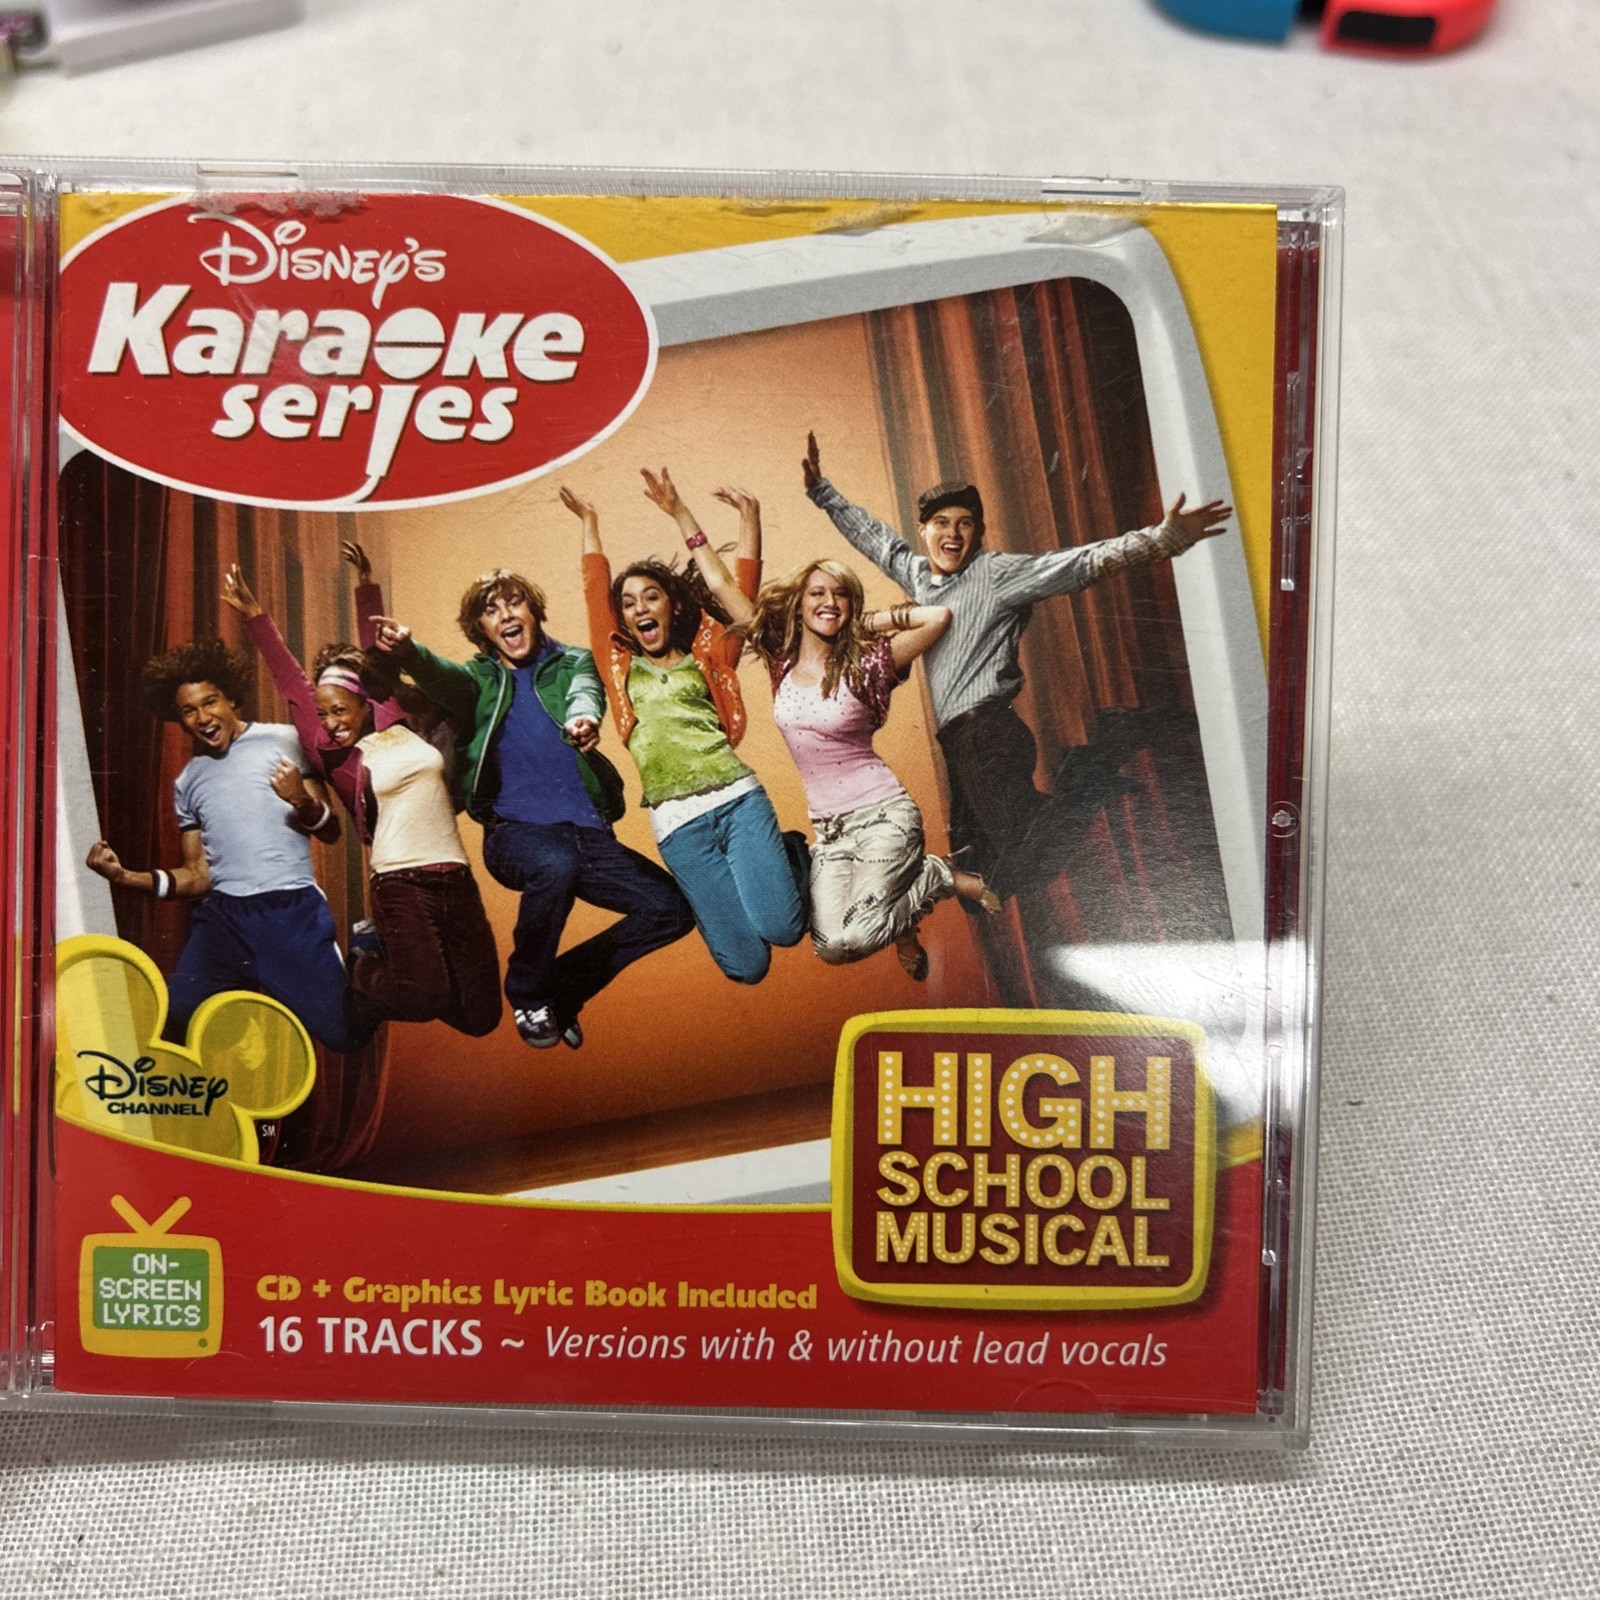 Disney's
Karaoke
series
Disney
CHANNEL
SM
HIGH
SCHOOL
MUSICAL
ON-
SCREEN
LYRICS
CD + Graphics Lyric Book Included
16 TRACKS ~ Versions with & without lead vocals